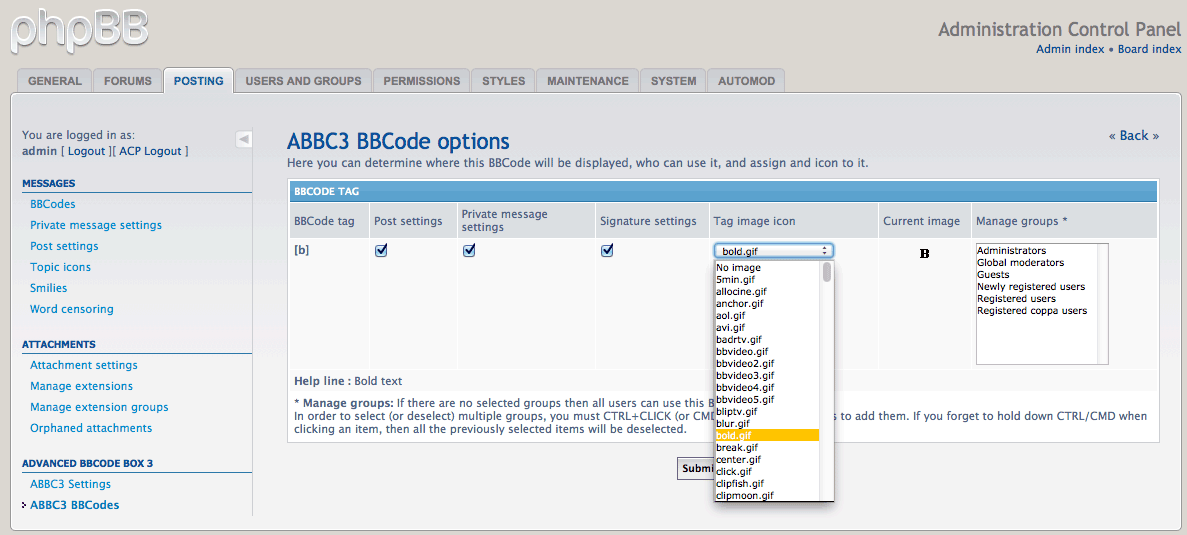 phpBB
Administration Control Panel
Admin index • Board index
GENERAL FORUMS POSTING USERS AND GROUPS PERMISSIONS STYLES MAINTENANCE SYSTEM AUTOMOD
You are logged in as:
admin [ Logout ][ ACP Logout ]
MESSAGES
BBCodes
Private message settings
Post settings
Topic icons
Smilies
Word censoring
ATTACHMENTS
Attachment settings
Manage extensions
Manage extension groups
Orphaned attachments
ADVANCED BBCODE BOX 3
ABBC3 Settings
ABBC3 BBCodes
« Back »
ABBC3 BBCode options
Here you can determine where this BBCode will be displayed, who can use it, and assign and icon to it.
BBCODE TAG
BBCode tag Post settings Private message settings Signature settings Tag image icon Current image Manage groups *
[b] bold.gif B
No image
5min.gif
allocine.gif
anchor.gif
aol.gif
avi.gif
badrtv.gif
bbvideo.gif
bbvideo2.gif
bbvideo3.gif
bbvideo4.gif
bbvideo5.gif
bliptv.gif
blur.gif
bold.gif
break.gif
center.gif
click.gif
clipfish.gif
clipmoon.gif
Administrators
Global moderators
Guests
Newly registered users
Registered users
Registered coppa users
Help line : Bold text
* Manage groups: If there are no selected groups then all users can use this B
In order to select (or deselect) multiple groups, you must CTRL+CLICK (or CMD s to add them. If you forget to hold down CTRL/CMD when
clicking an item, then all the previously selected items will be deselected.
Submi